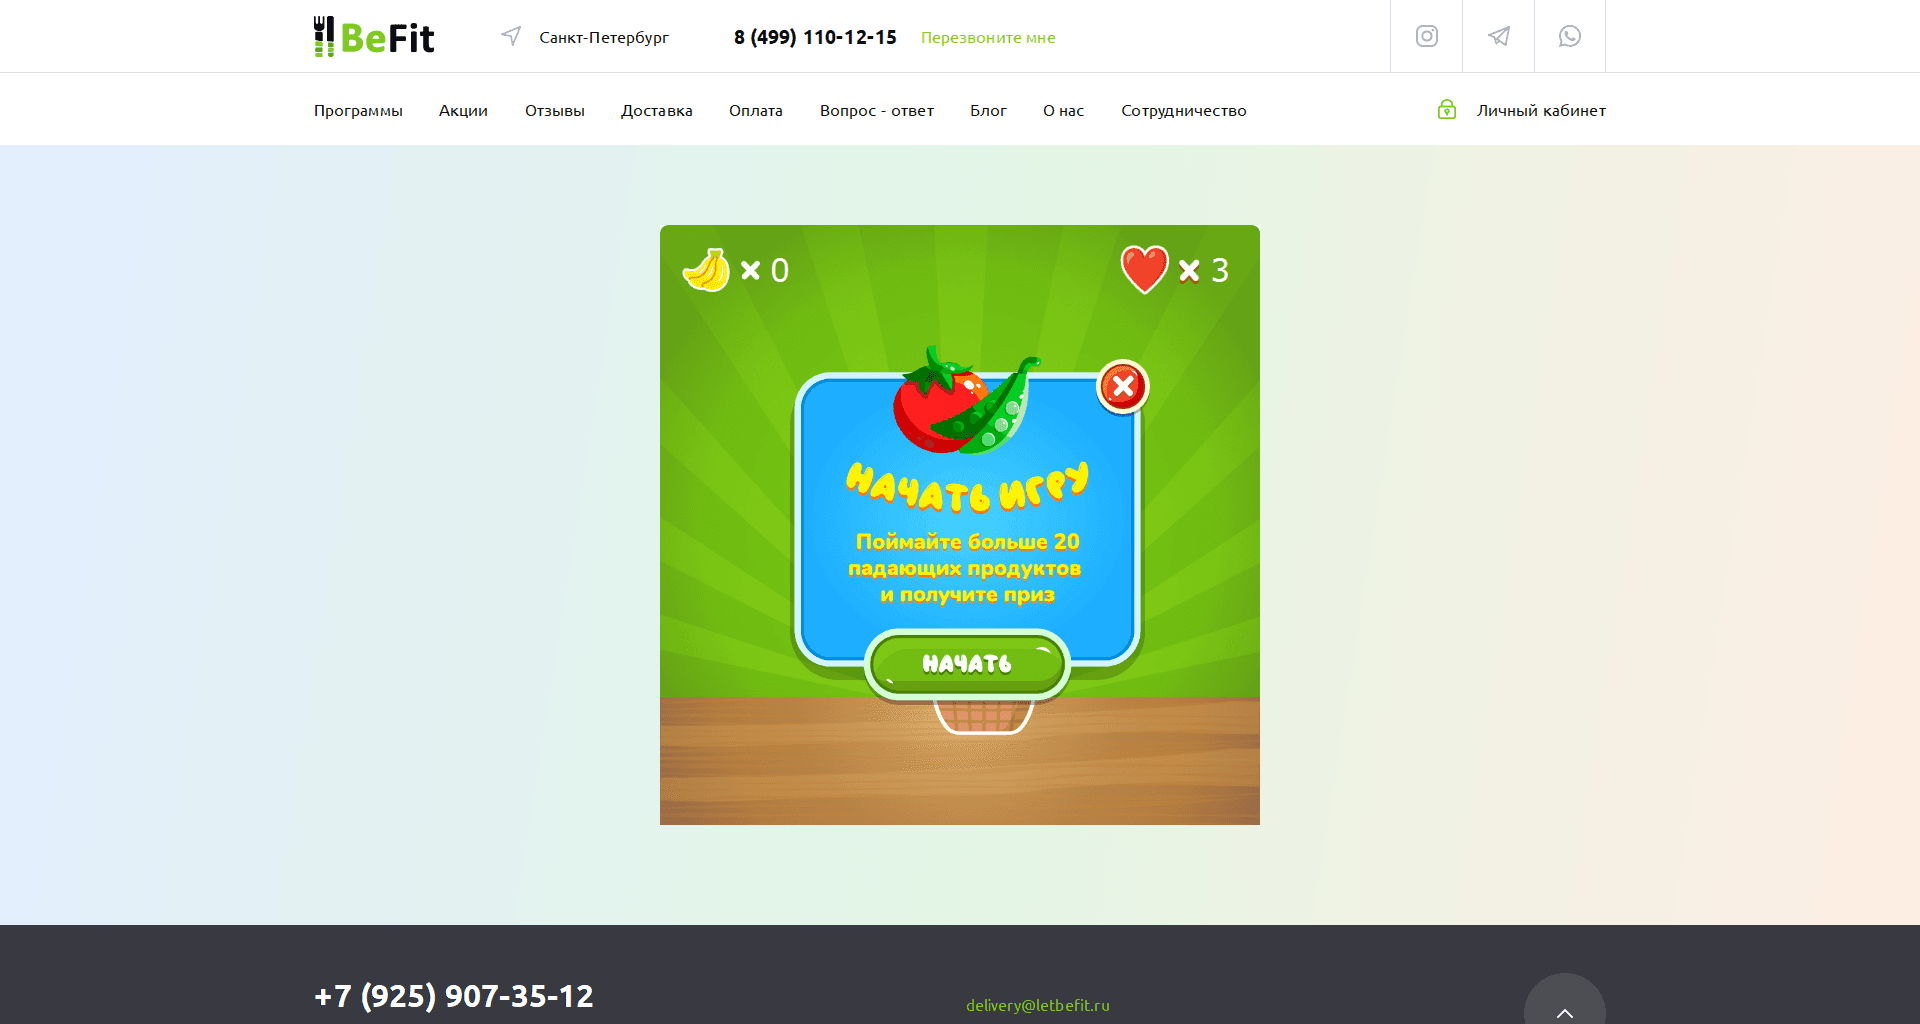 BeFit
Санкт-Петербург
8 (499) 110-12-15
Перезвоните мне
Программы
Акции
Отзывы
Доставка
Оплата
Вопрос - ответ
Блог
О нас
Сотрудничество
Личный кабинет
× 0
× 3
НАЧАТЬ ИГРУ
Поймайте больше 20
падающих продуктов
и получите приз
НАЧАТЬ
+7 (925) 907-35-12
delivery@letbefit.ru